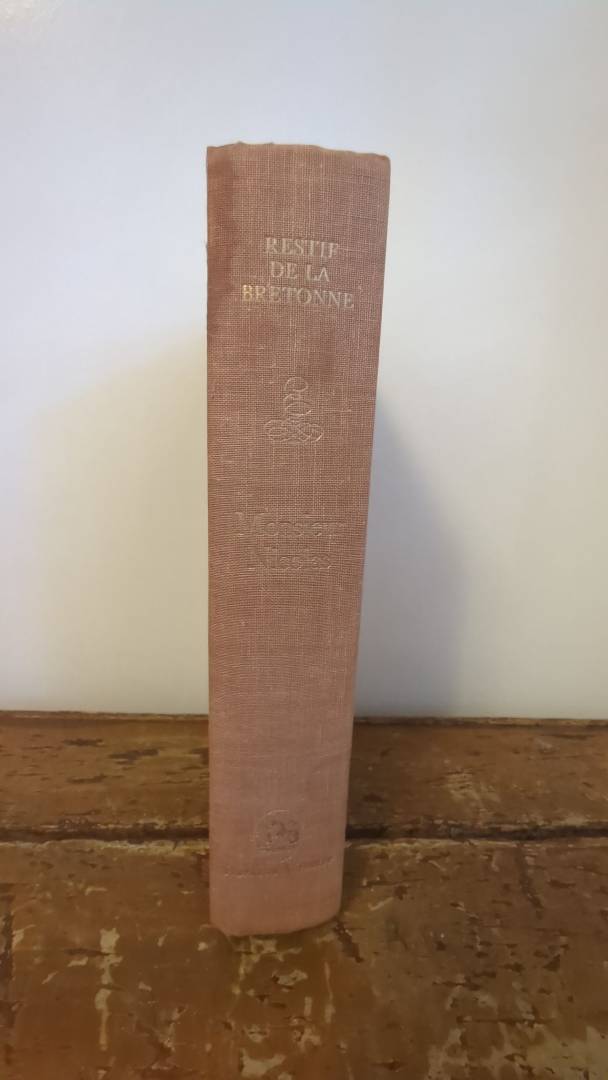 RESTIF
DE LA
BRETONNE
Monsieur
Nicolas